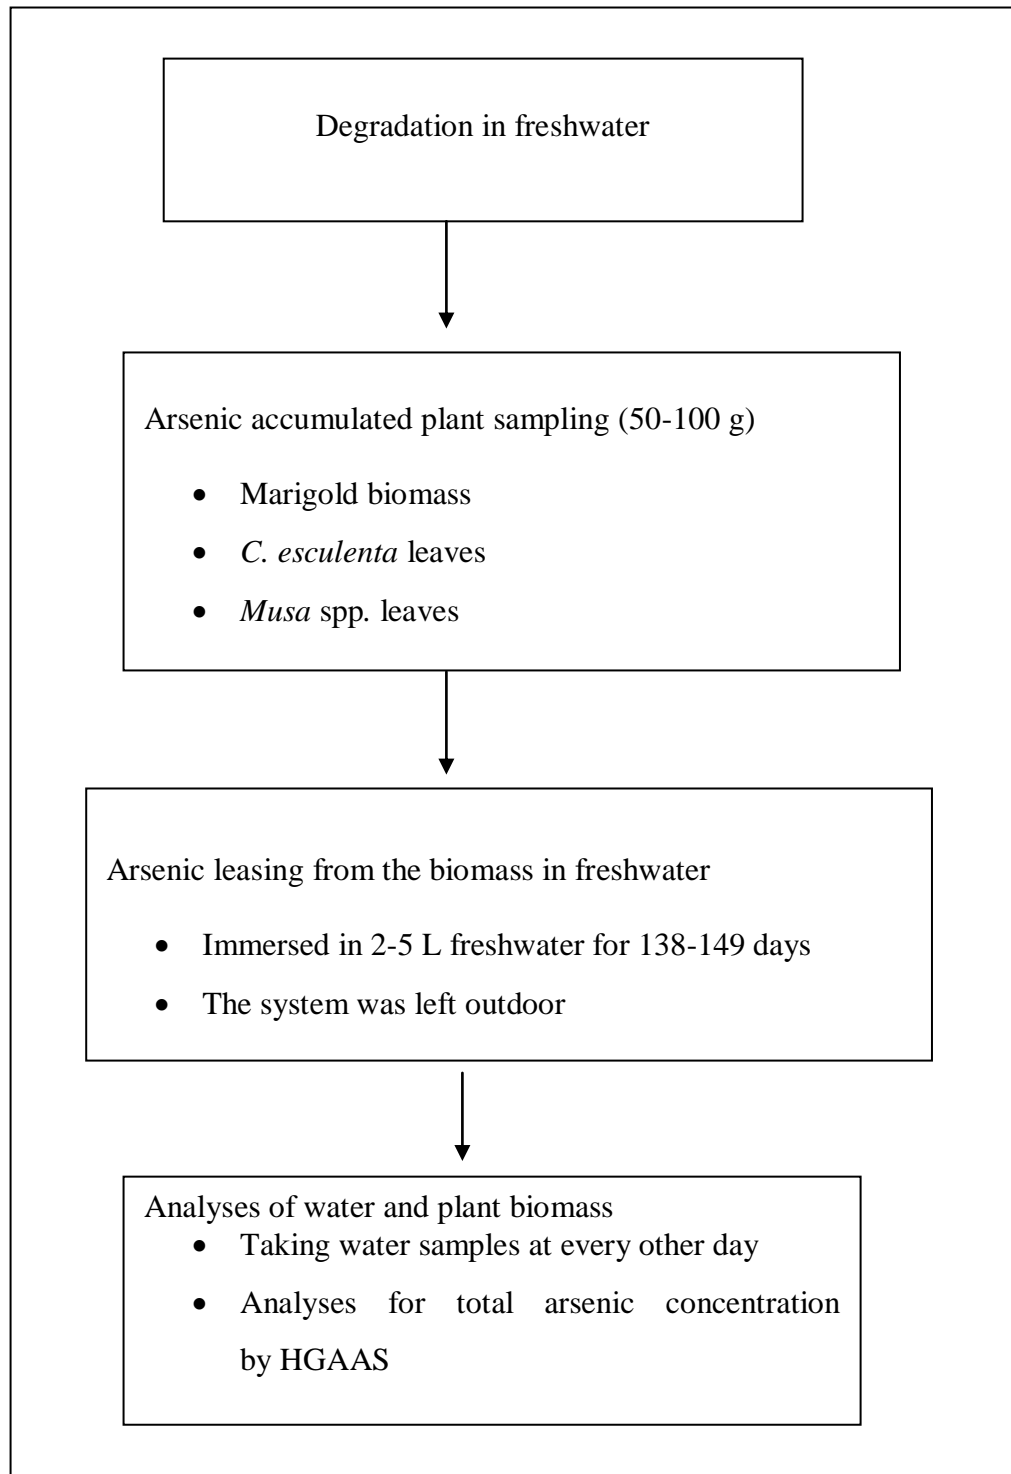 Degradation in freshwater
Arsenic accumulated plant sampling (50-100 g)
• Marigold biomass
• C. esculenta leaves
• Musa spp. leaves
Arsenic leasing from the biomass in freshwater
• Immersed in 2-5 L freshwater for 138-149 days
• The system was left outdoor
Analyses of water and plant biomass
• Taking water samples at every other day
• Analyses for total arsenic concentration
by HGAAS